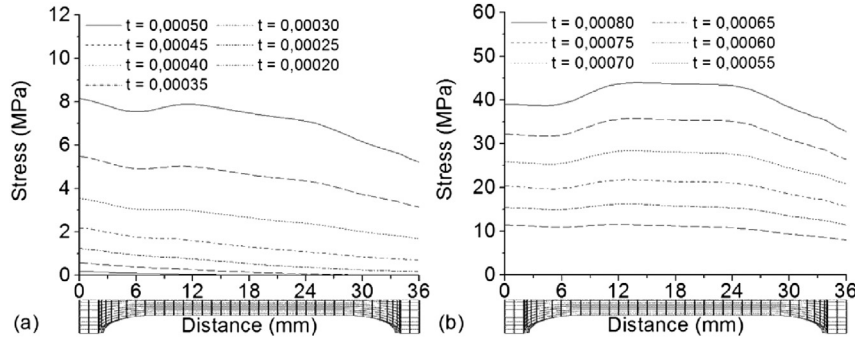 12
10
8
6
4
2
0
Stress (MPa)
t = 0,00050
t = 0,00045
t = 0,00040
t = 0,00035
t = 0,00030
t = 0,00025
t = 0,00020
0 6 12 18 24 30 36
(a)
Distance (mm)
60
50
40
30
20
10
0
Stress (MPa)
t = 0,00080
t = 0,00075
t = 0,00070
t = 0,00065
t = 0,00060
t = 0,00055
0 6 12 18 24 30 36
(b)
Distance (mm)